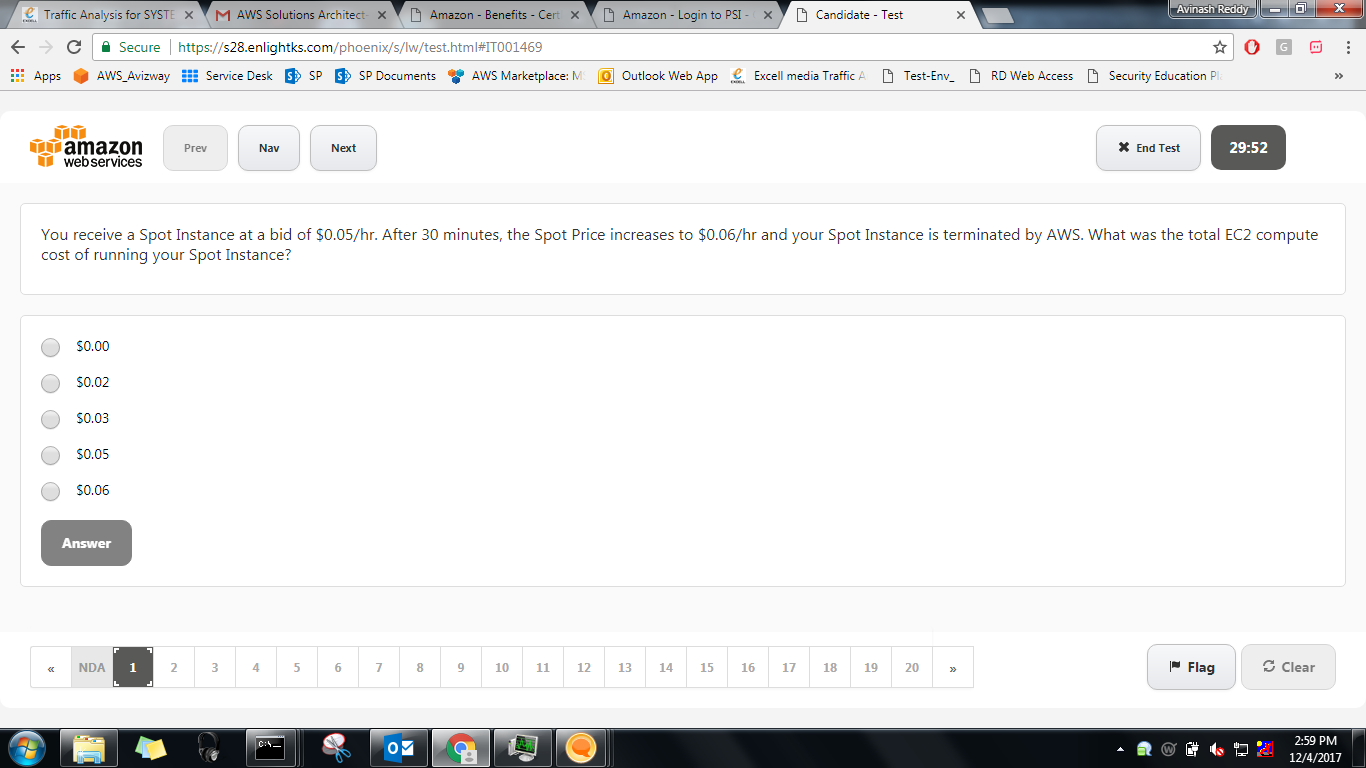 Traffic Analysis for SYSTE
AWS Solutions Architect-
Amazon - Benefits - Cert
Amazon - Login to PSI -
Candidate - Test
Avinash Reddy
Secure
https://s28.enlightks.com/phoenix/s/lw/test.html#IT001469
Apps
AWS_Avizway
Service Desk
SP
SP Documents
AWS Marketplace: M
Outlook Web App
Excell media Traffic A
Test-Env_
RD Web Access
Security Education Pl
»
amazon
webservices
Prev
Nav
Next
End Test
29:52
You receive a Spot Instance at a bid of $0.05/hr. After 30 minutes, the Spot Price increases to $0.06/hr and your Spot Instance is terminated by AWS. What was the total EC2 compute
cost of running your Spot Instance?
$0.00
$0.02
$0.03
$0.05
$0.06
Answer
« NDA 1 2 3 4 5 6 7 8 9 10 11 12 13 14 15 16 17 18 19 20 »
Flag
Clear
2:59 PM
12/4/2017